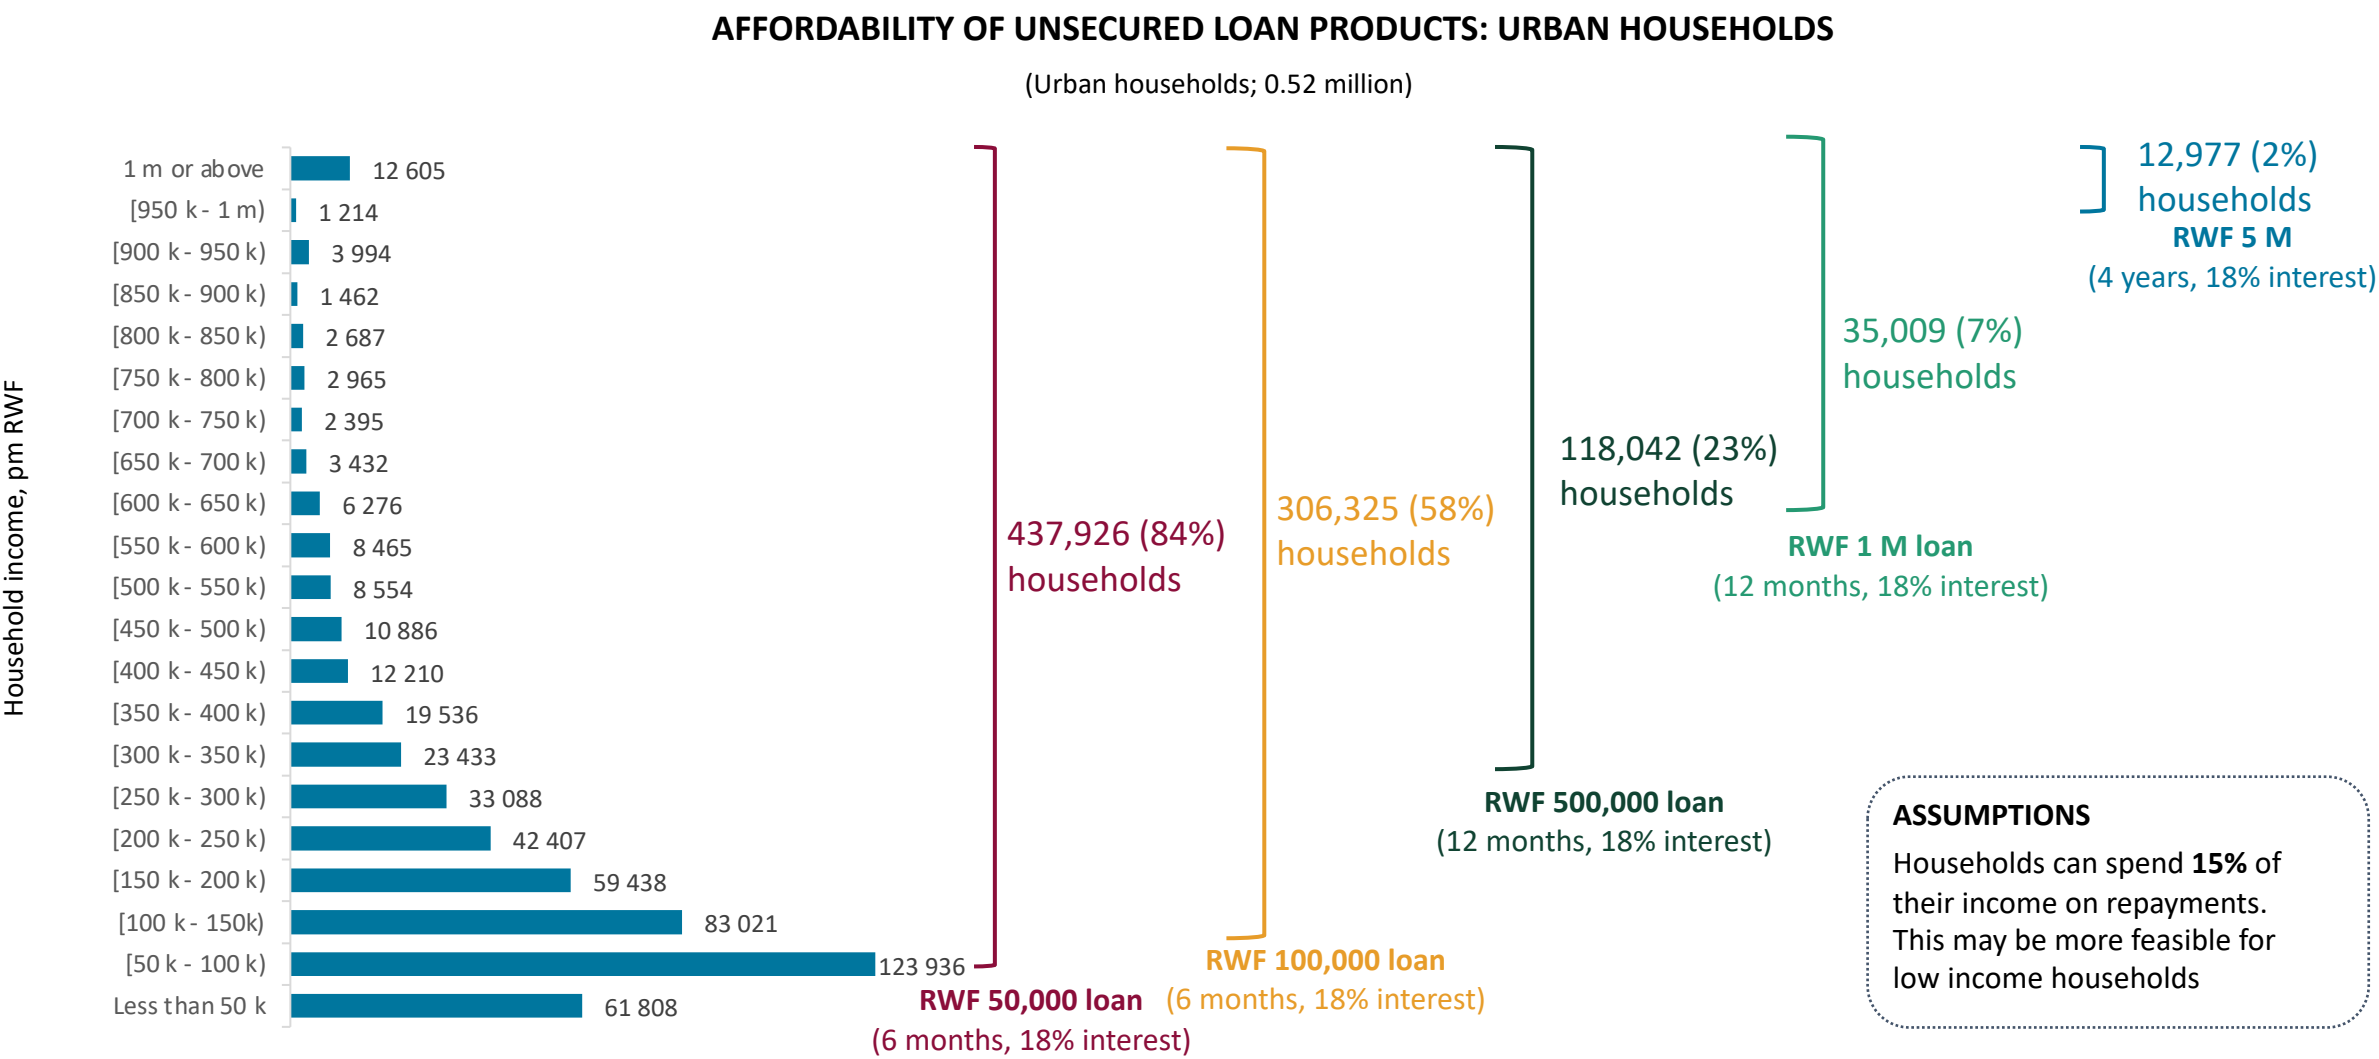 AFFORDABILITY OF UNSECURED LOAN PRODUCTS: URBAN HOUSEHOLDS
(Urban households; 0.52 million)
Household income, pm RWF
1 m or above
12 605
[950 k - 1 m)
1 214
[900 k - 950 k)
3 994
[850 k - 900 k)
1 462
[800 k - 850 k)
2 687
[750 k - 800 k)
2 965
[700 k - 750 k)
2 395
[650 k - 700 k)
3 432
[600 k - 650 k)
6 276
[550 k - 600 k)
8 465
[500 k - 550 k)
8 554
[450 k - 500 k)
10 886
[400 k - 450 k)
12 210
[350 k - 400 k)
19 536
[300 k - 350 k)
23 433
[250 k - 300 k)
33 088
[200 k - 250 k)
42 407
[150 k - 200 k)
59 438
[100 k - 150k)
83 021
[50 k - 100 k)
123 936
Less than 50 k
61 808
437,926 (84%)
households
RWF 50,000 loan
(6 months, 18% interest)
306,325 (58%)
households
RWF 100,000 loan
(6 months, 18% interest)
118,042 (23%)
households
RWF 500,000 loan
(12 months, 18% interest)
35,009 (7%)
households
RWF 1 M loan
(12 months, 18% interest)
12,977 (2%)
households
RWF 5 M
(4 years, 18% interest)
ASSUMPTIONS
Households can spend 15% of
their income on repayments.
This may be more feasible for
low income households